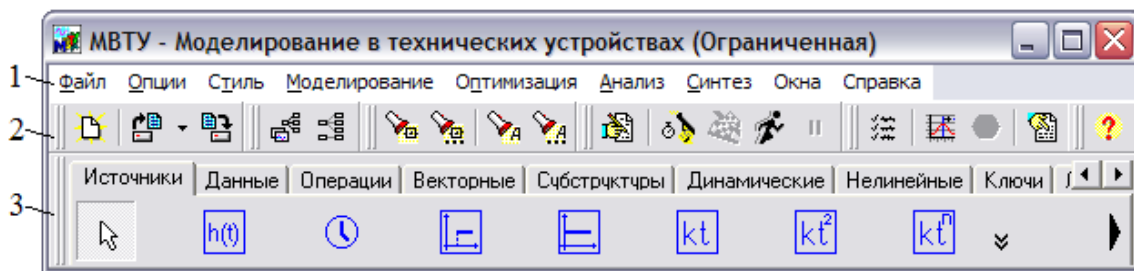 МВТУ - Моделирование в технических устройствах (Ограниченная)
1 Файл Опции Стиль Моделирование Оптимизация Анализ Синтез Окна Справка
2 A A ?
3 Источники Данные Операции Векторные Субструктуры Динамические Нелинейные Ключи
h(t) kt kt² ktⁿ